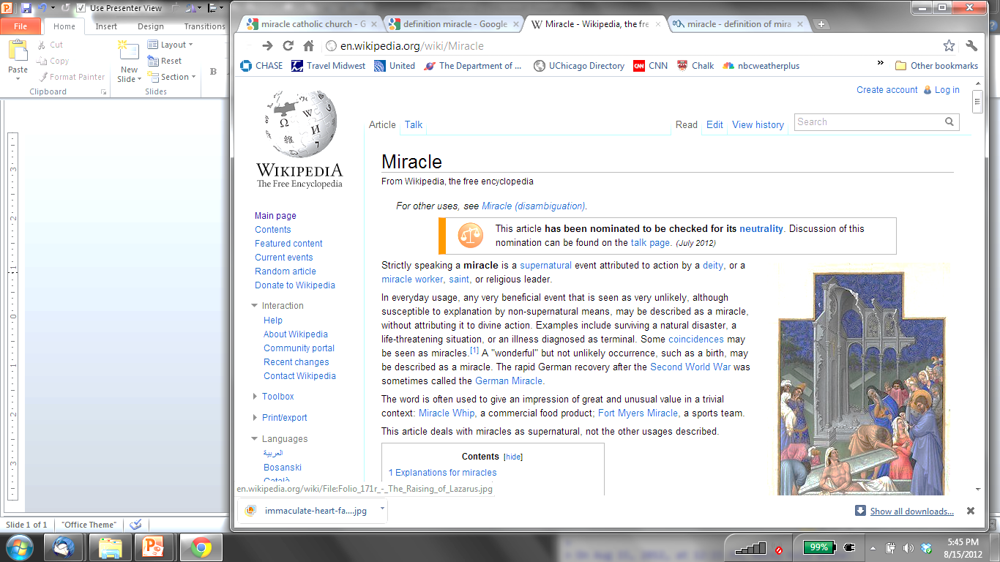 Use Presenter View
File Home Insert Design Transitions
Paste
Cut
Copy
Format Painter
Clipboard
New
Slide
Layout
Reset
Section
Slides
B
3
2
1
0
1
2
3
Slide 1 of 1 "Office Theme"
miracle catholic church - G
definition miracle - Google
Miracle - Wikipedia, the fre
miracle - definition of mira
en.wikipedia.org/wiki/Miracle
CHASE Travel Midwest United The Department of ... UChicago Directory CNN Chalk nbcweatherplus » Other bookmarks
Create account Log in
Article Talk Read Edit View history Search
WIKIPEDIA
The Free Encyclopedia
Main page
Contents
Featured content
Current events
Random article
Donate to Wikipedia
Interaction
Help
About Wikipedia
Community portal
Recent changes
Contact Wikipedia
Toolbox
Print/export
Languages
العربية
Bosanski
Català
Miracle
From Wikipedia, the free encyclopedia
For other uses, see Miracle (disambiguation).
This article has been nominated to be checked for its neutrality. Discussion of this
nomination can be found on the talk page. (July 2012)
Strictly speaking a miracle is a supernatural event attributed to action by a deity, or a
miracle worker, saint, or religious leader.
In everyday usage, any very beneficial event that is seen as very unlikely, although
susceptible to explanation by non-supernatural means, may be described as a miracle,
without attributing it to divine action. Examples include surviving a natural disaster, a
life-threatening situation, or an illness diagnosed as terminal. Some coincidences may
be seen as miracles.[1] A "wonderful" but not unlikely occurrence, such as a birth, may
be described as a miracle. The rapid German recovery after the Second World War was
sometimes called the German Miracle.
The word is often used to give an impression of great and unusual value in a trivial
context: Miracle Whip, a commercial food product; Fort Myers Miracle, a sports team.
This article deals with miracles as supernatural, not the other usages described.
Contents [hide]
1 Explanations for miracles
en.wikipedia.org/wiki/File:Folio_171r_-_The_Raising_of_Lazarus.jpg
immaculate-heart-fa....jpg
Show all downloads...
99%
5:45 PM
8/15/2012